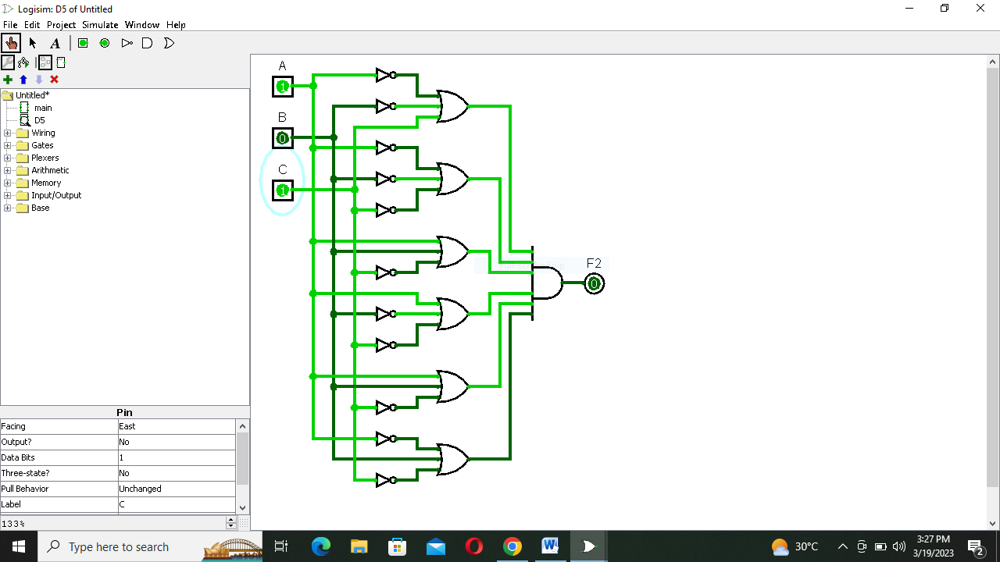 Logisim: D5 of Untitled
File Edit Project Simulate Window Help
A
Untitled*
main
D5
Wiring
Gates
Plexers
Arithmetic
Memory
Input/Output
Base
A
1
B
0
C
1
F2
0
Pin
Facing East
Output? No
Data Bits 1
Three-state? No
Pull Behavior Unchanged
Label C
133%
Type here to search
30°C
3:27 PM
3/19/2023
2